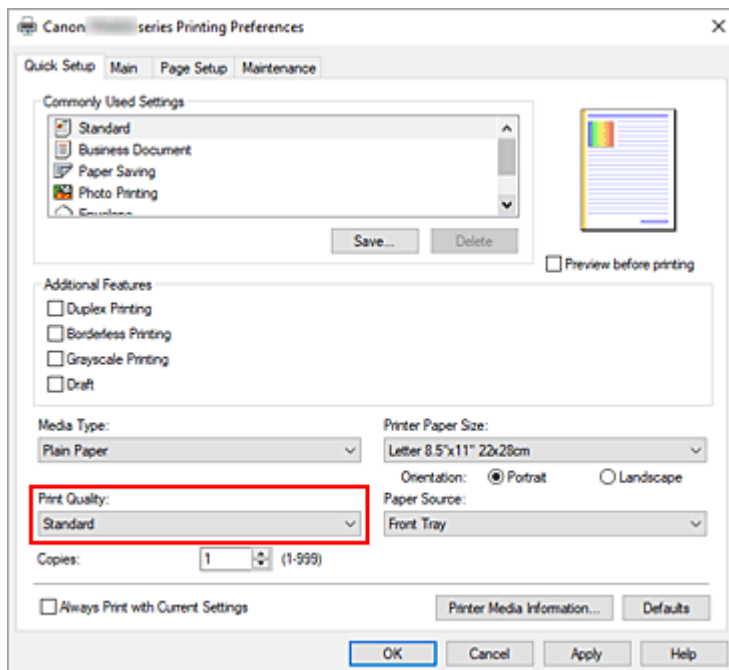 Canon series Printing Preferences
Quick Setup Main Page Setup Maintenance
Commonly Used Settings
Standard
Business Document
Paper Saving
Photo Printing
Save... Delete
Preview before printing
Additional Features
Duplex Printing
Borderless Printing
Grayscale Printing
Draft
Media Type: Printer Paper Size:
Plain Paper Letter 8.5"x11" 22x28cm
Orientation: Portrait Landscape
Print Quality: Paper Source:
Standard Front Tray
Copies: 1 (1-999)
Always Print with Current Settings Printer Media Information... Defaults
OK Cancel Apply Help